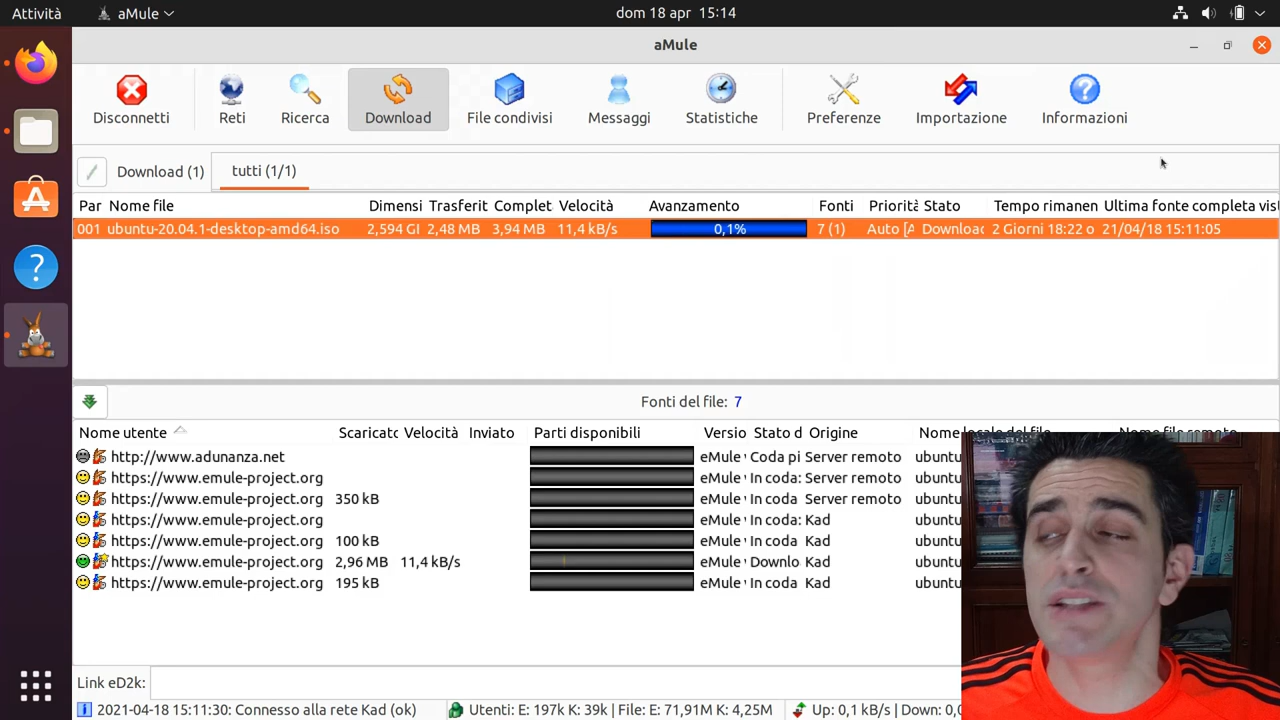 Attività aMule dom 18 apr 15:14
aMule
Disconnetti Reti Ricerca Download File condivisi Messaggi Statistiche Preferenze Importazione Informazioni
Download (1) tutti (1/1)
Par Nome file Dimensi Trasferit Complet Velocità Avanzamento Fonti Priorità Stato Tempo rimanen Ultima fonte completa vist
001 ubuntu-20.04.1-desktop-amd64.iso 2,594 GI 2,48 MB 3,94 MB 11,4 kB/s 0,1% 7 (1) Auto [A Download 21/04/18 15:11:05
2 Giorni 18:22 o
Fonti del file: 7
Nome utente Scaricato Velocità Inviato Parti disponibili Versio Stato d Origine Nome locale del file Nome file remoto
http://www.adunanza.net eMule Coda pi Server remoto ubuntu
https://www.emule-project.org eMule In coda: Server remoto ubuntu
https://www.emule-project.org 350 kB eMule In coda Server remoto ubuntu
https://www.emule-project.org eMule In coda: Kad ubuntu
https://www.emule-project.org 100 kB eMule In coda Kad ubuntu
https://www.emule-project.org 2,96 MB 11,4 kB/s eMule Downlo Kad ubuntu
https://www.emule-project.org 195 kB eMule In coda Kad ubuntu
Link eD2k:
2021-04-18 15:11:30: Connesso alla rete Kad (ok) Utenti: E: 197k K: 39k | File: E: 71,91M K: 4,25M Up: 0,1 kB/s | Down: 0,0